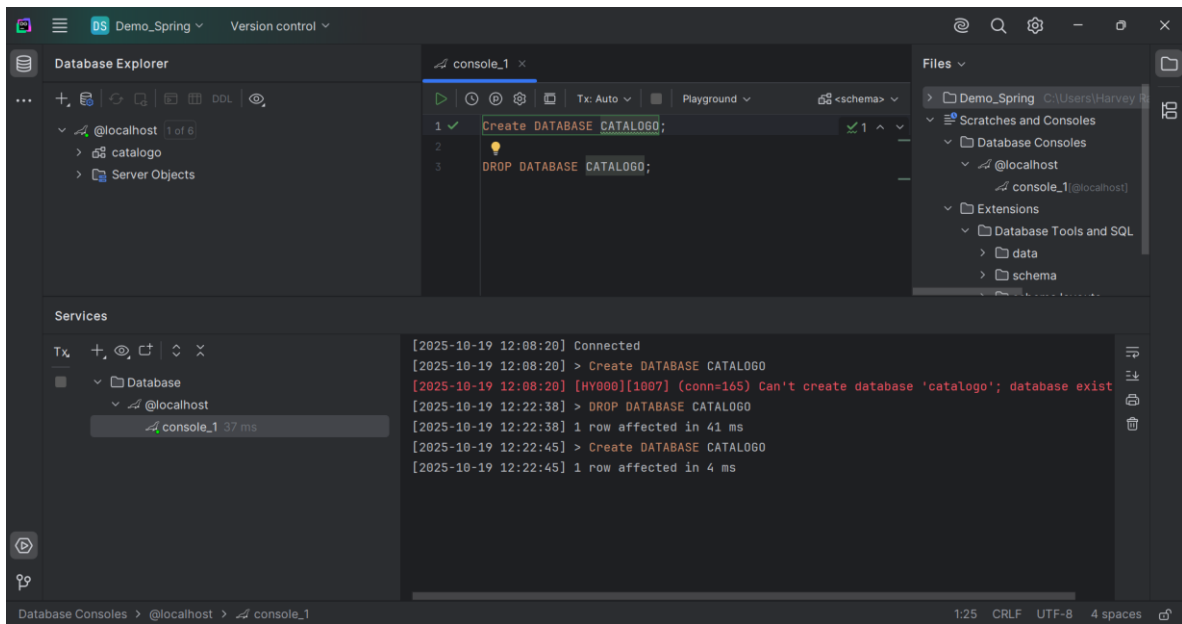 DS Demo_Spring Version control
Database Explorer
DDL
@localhost 1 of 6
catalogo
Server Objects
console_1
Tx: Auto Playground <schema>
1 Create DATABASE CATALOGO; 1
2
3 DROP DATABASE CATALOGO;
Files
Demo_Spring C:\Users\Harvey
Scratches and Consoles
Database Consoles
@localhost
console_1[@localhost]
Extensions
Database Tools and SQL
data
schema
Services
Tx
Database
@localhost
console_1 37 ms
[2025-10-19 12:08:20] Connected
[2025-10-19 12:08:20] > Create DATABASE CATALOGO
[2025-10-19 12:08:20] [HY000][1007] (conn=165) Can't create database 'catalogo'; database exist
[2025-10-19 12:22:38] > DROP DATABASE CATALOGO
[2025-10-19 12:22:38] 1 row affected in 41 ms
[2025-10-19 12:22:45] > Create DATABASE CATALOGO
[2025-10-19 12:22:45] 1 row affected in 4 ms
Database Consoles > @localhost > console_1
1:25 CRLF UTF-8 4 spaces